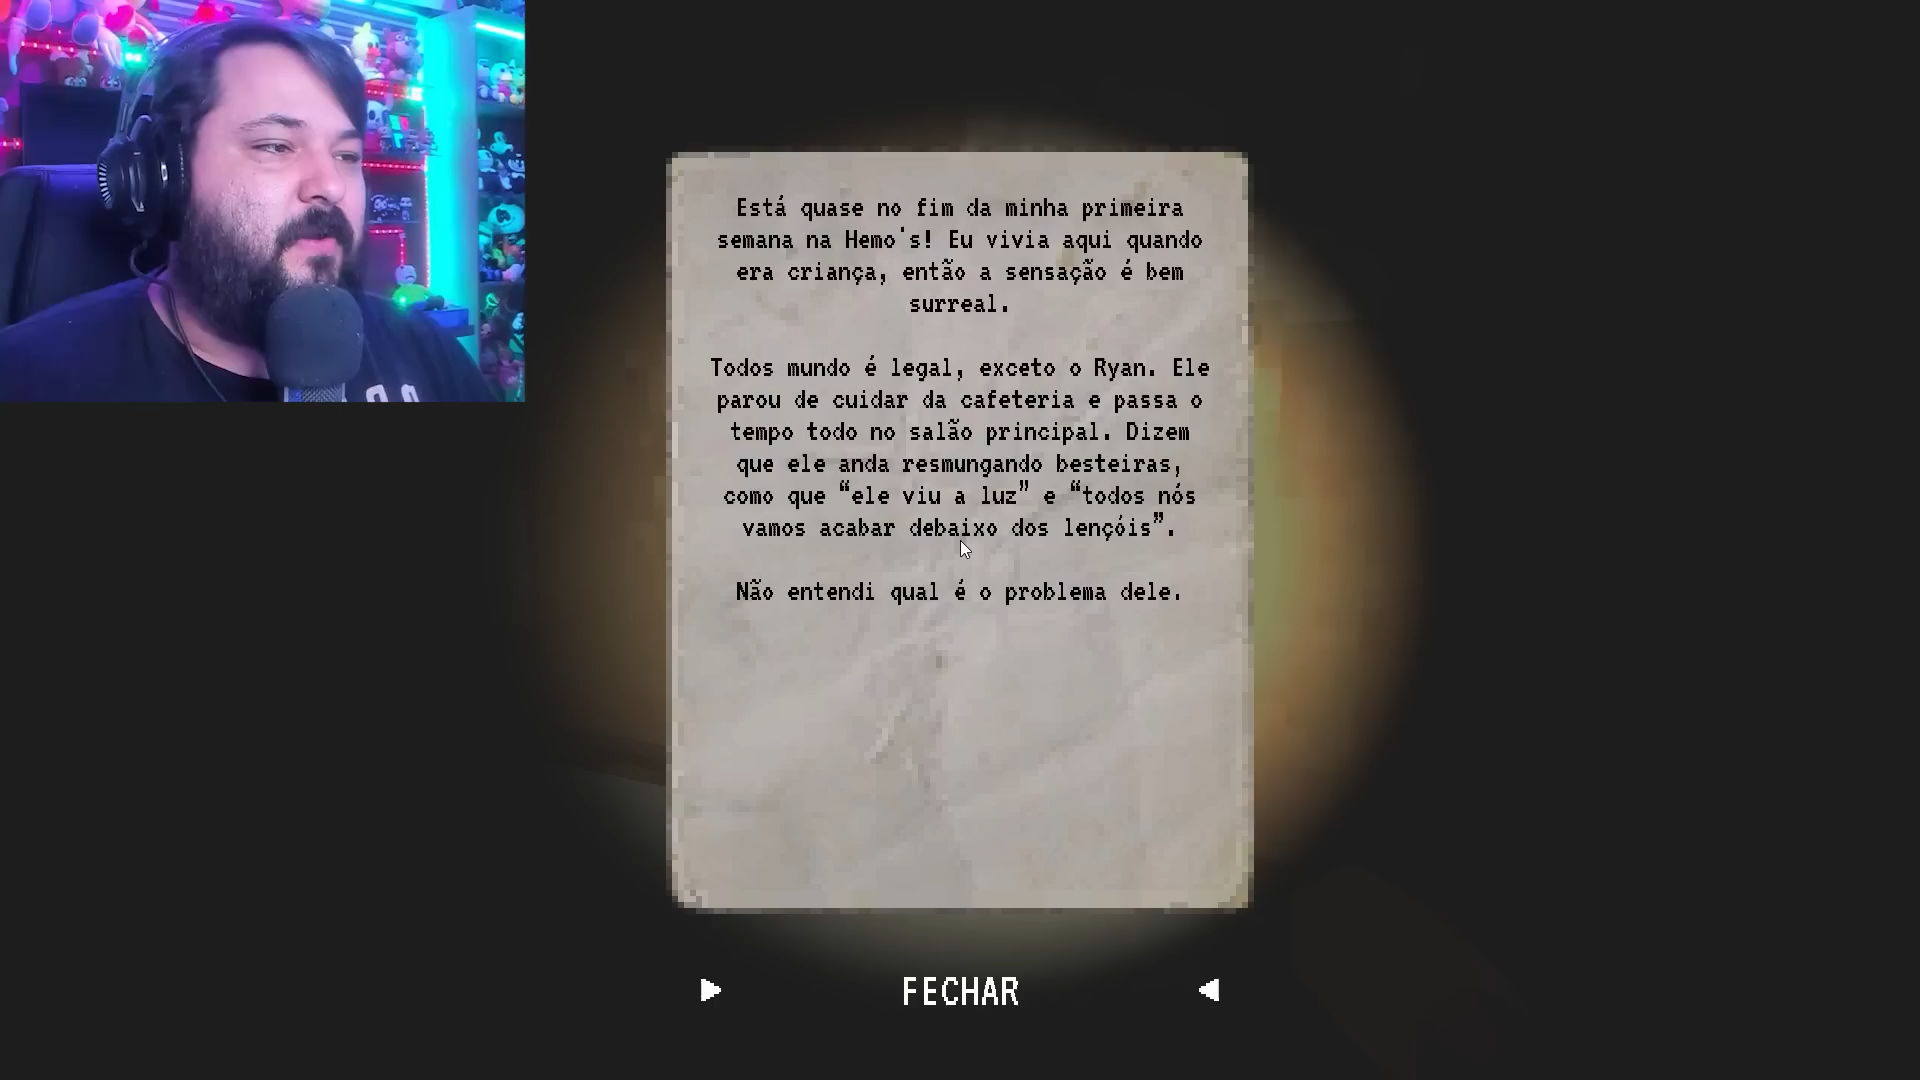 Está quase no fim da minha primeira
semana na Hemo's! Eu vivia aqui quando
era criança, então a sensação é bem
surreal.
Todos mundo é legal, exceto o Ryan. Ele
parou de cuidar da cafeteria e passa o
tempo todo no salão principal. Dizem
que ele anda resmungando besteiras,
como que “ele viu a luz” e “todos nós
vamos acabar debaixo dos lençóis”.
Não entendi qual é o problema dele.
FECHAR